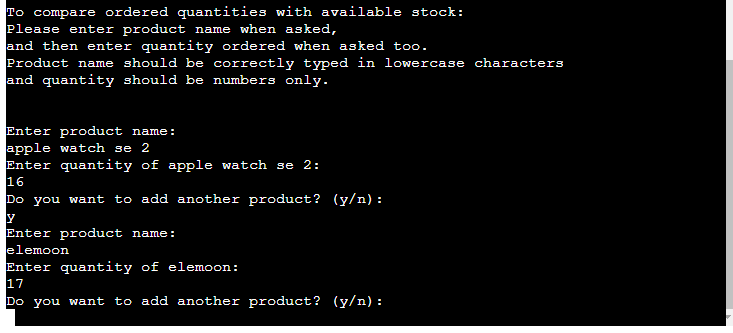 To compare ordered quantities with available stock:
Please enter product name when asked,
and then enter quantity ordered when asked too.
Product name should be correctly typed in lowercase characters
and quantity should be numbers only.
Enter product name:
apple watch se 2
Enter quantity of apple watch se 2:
16
Do you want to add another product? (y/n):
y
Enter product name:
elemoon
Enter quantity of elemoon:
17
Do you want to add another product? (y/n):